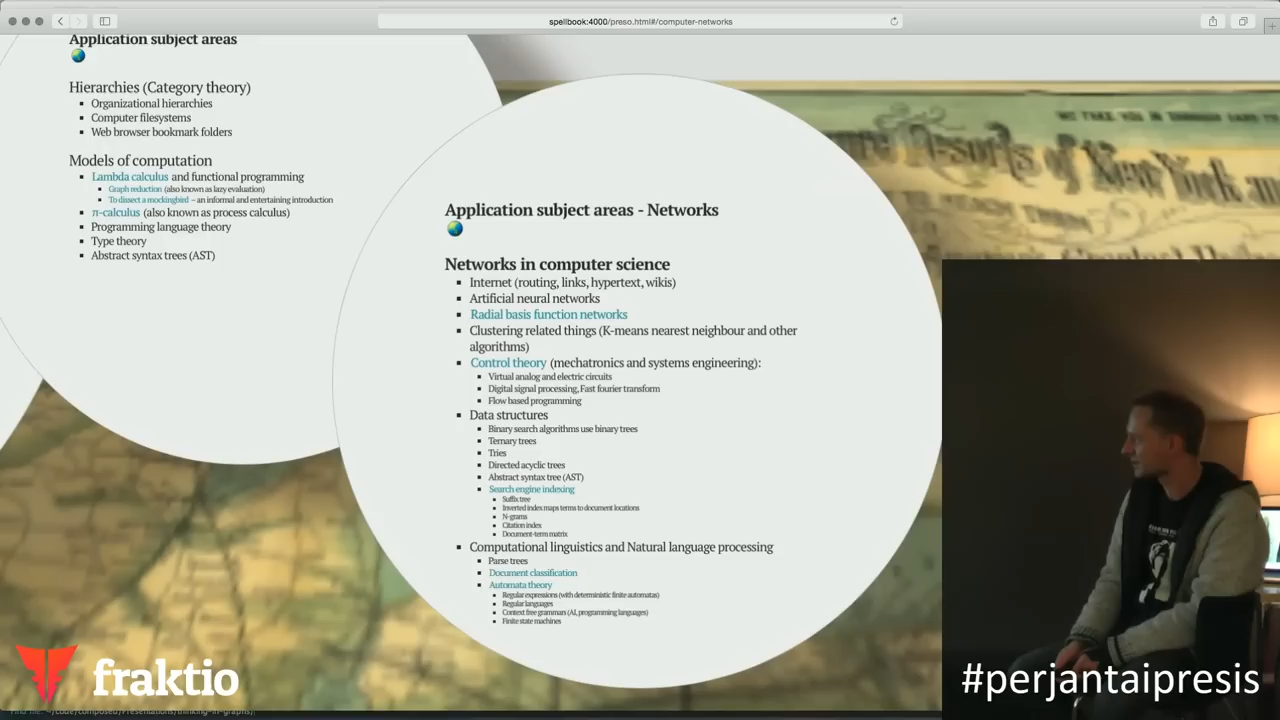 spellbook:4000/preso.html#/computer-networks
Application subject areas
Hierarchies (Category theory)
Organizational hierarchies
Computer filesystems
Web browser bookmark folders
Models of computation
Lambda calculus and functional programming
Graph reduction (also known as lazy evaluation)
To dissect a mockingbird – an informal and entertaining introduction
π-calculus (also known as process calculus)
Programming language theory
Type theory
Abstract syntax trees (AST)
Application subject areas - Networks
Networks in computer science
Internet (routing, links, hypertext, wikis)
Artificial neural networks
Radial basis function networks
Clustering related things (K-means nearest neighbour and other
algorithms)
Control theory (mechatronics and systems engineering):
Virtual analog and electric circuits
Digital signal processing, Fast fourier transform
Flow based programming
Data structures
Binary search algorithms use binary trees
Ternary trees
Tries
Directed acyclic trees
Abstract syntax tree (AST)
Search engine indexing
Suffix tree
Inverted index maps terms to document locations
N-grams
Citation index
Document-term matrix
Computational linguistics and Natural language processing
Parse trees
Document classification
Automata theory
Regular expressions (with deterministic finite automatas)
Regular languages
Context free grammars (AI, programming languages)
Finite state machines
Resorts of New York and
fraktio
#perjantaipresis